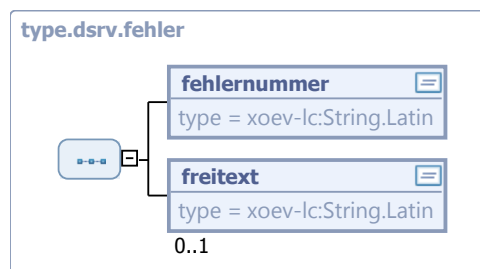 type.dsrv.fehler
fehlernummer
type = xoev-lc:String.Latin
freitext
type = xoev-lc:String.Latin
0..1